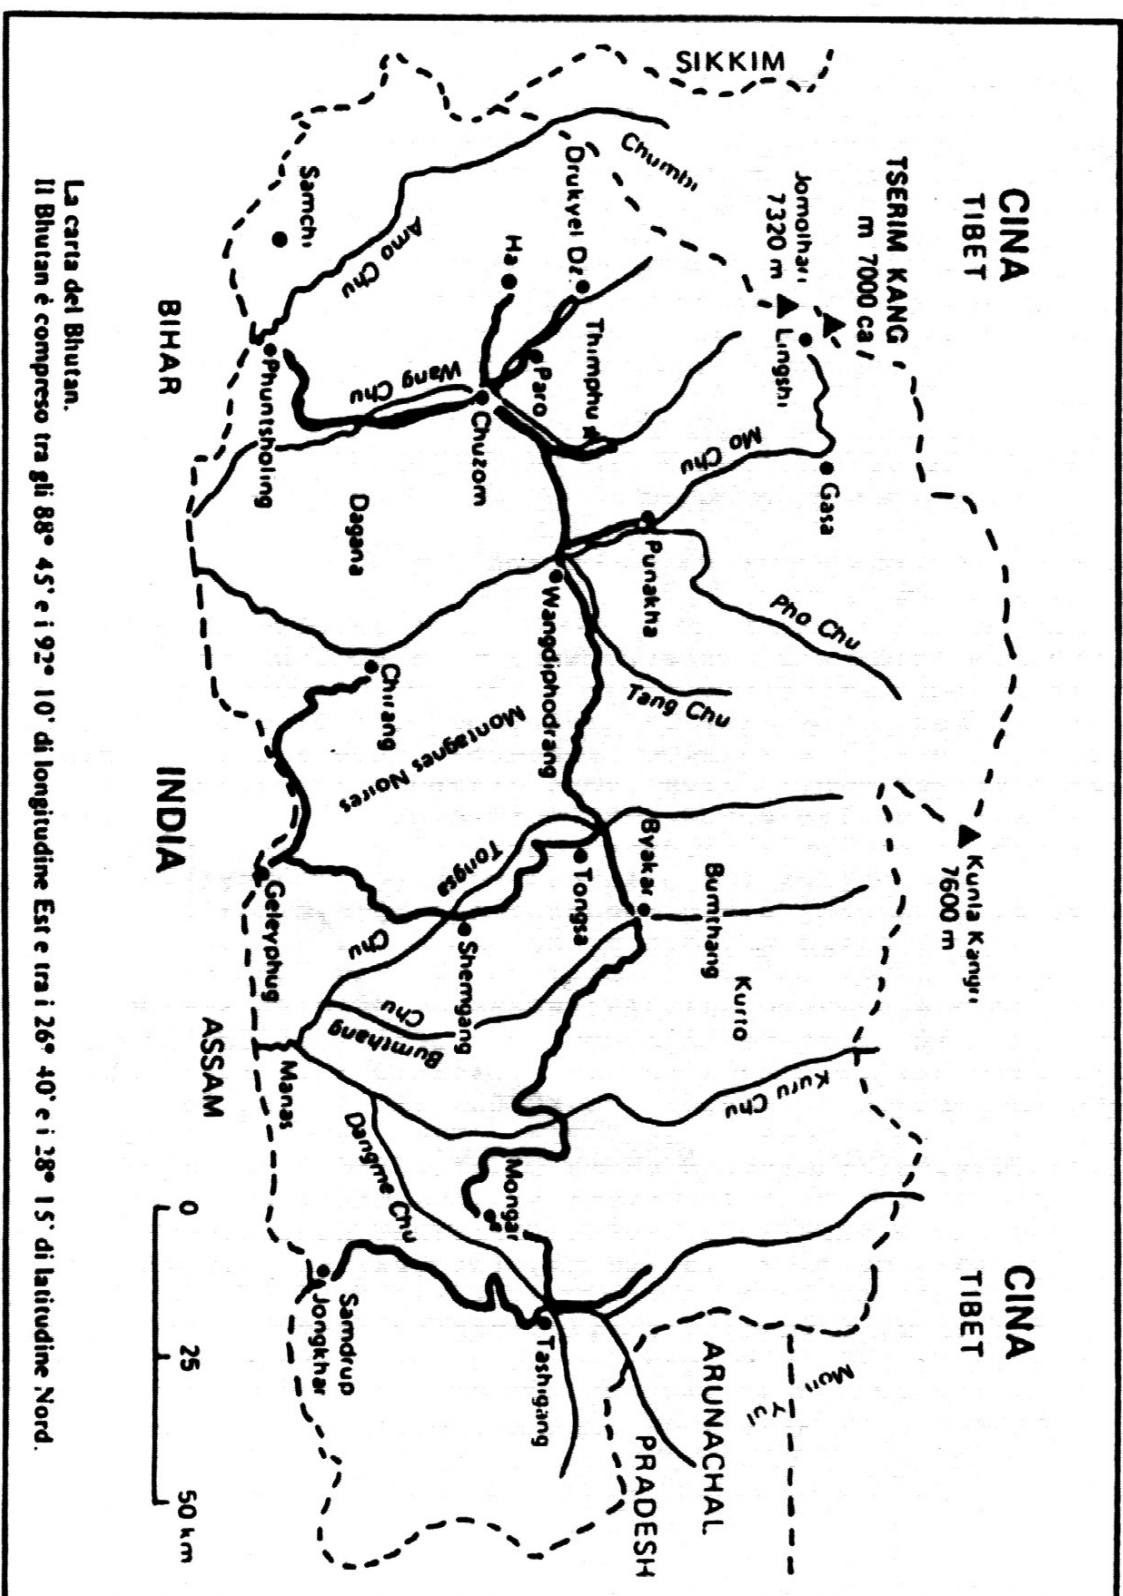 CINA
TIBET
CINA
TIBET
TSERIM KANG
m 7000 ca
Kunla Kangri
7600 m
Jomolhari
7320 m
Lingshi
Gasa
SIKKIM
Chumbi
Mo Chu
Pho Chu
Tang Chu
Punakha
Bumthang
Kurto
Kuru Chu
Mon
Yul
ARUNACHAL
PRADESH
Drukyel Dz.
Thimphu
Ha
Paro
Chuzom
Wangdiphodrang
Byakar
Tongsa
Tongsa
Chu
Shemgang
Bumthang
Chu
Mongar
Tashigang
Amo Chu
Wang Chu
Dagana
Chirang
Montagnes Noires
Dangme Chu
Samchi
Phuntsholing
Geleyphug
Manas
Samdrup
Jongkhar
BIHAR
INDIA
ASSAM
0 25 50 km
La carta del Bhutan.
Il Bhutan è compreso tra gli 88° 45' e i 92° 10' di longitudine Est e tra i 26° 40' e i 28° 15' di latitudine Nord.